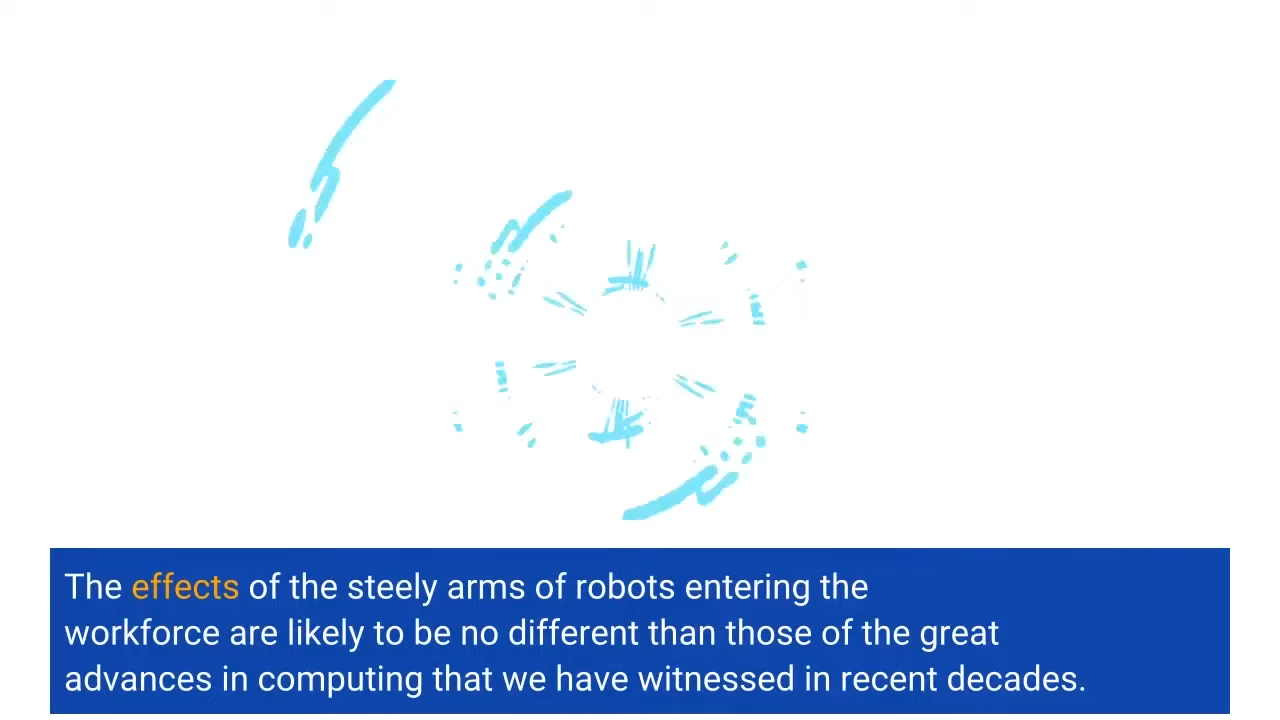 The effects of the steely arms of robots entering the
workforce are likely to be no different than those of the great
advances in computing that we have witnessed in recent decades.